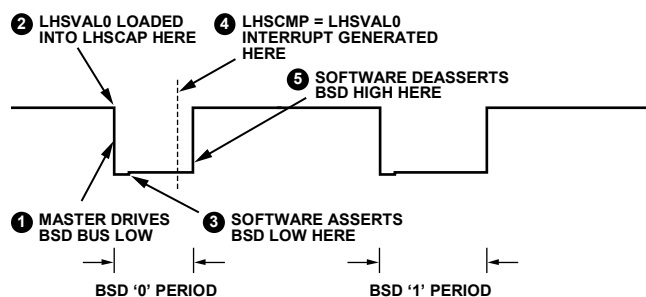 2 LHSVAL0 LOADED
INTO LHSCAP HERE
4 LHSCMP = LHSVAL0
INTERRUPT GENERATED
HERE
5 SOFTWARE DEASSERTS
BSD HIGH HERE
1 MASTER DRIVES
BSD BUS LOW
3 SOFTWARE ASSERTS
BSD LOW HERE
BSD ‘0’ PERIOD
BSD ‘1’ PERIOD